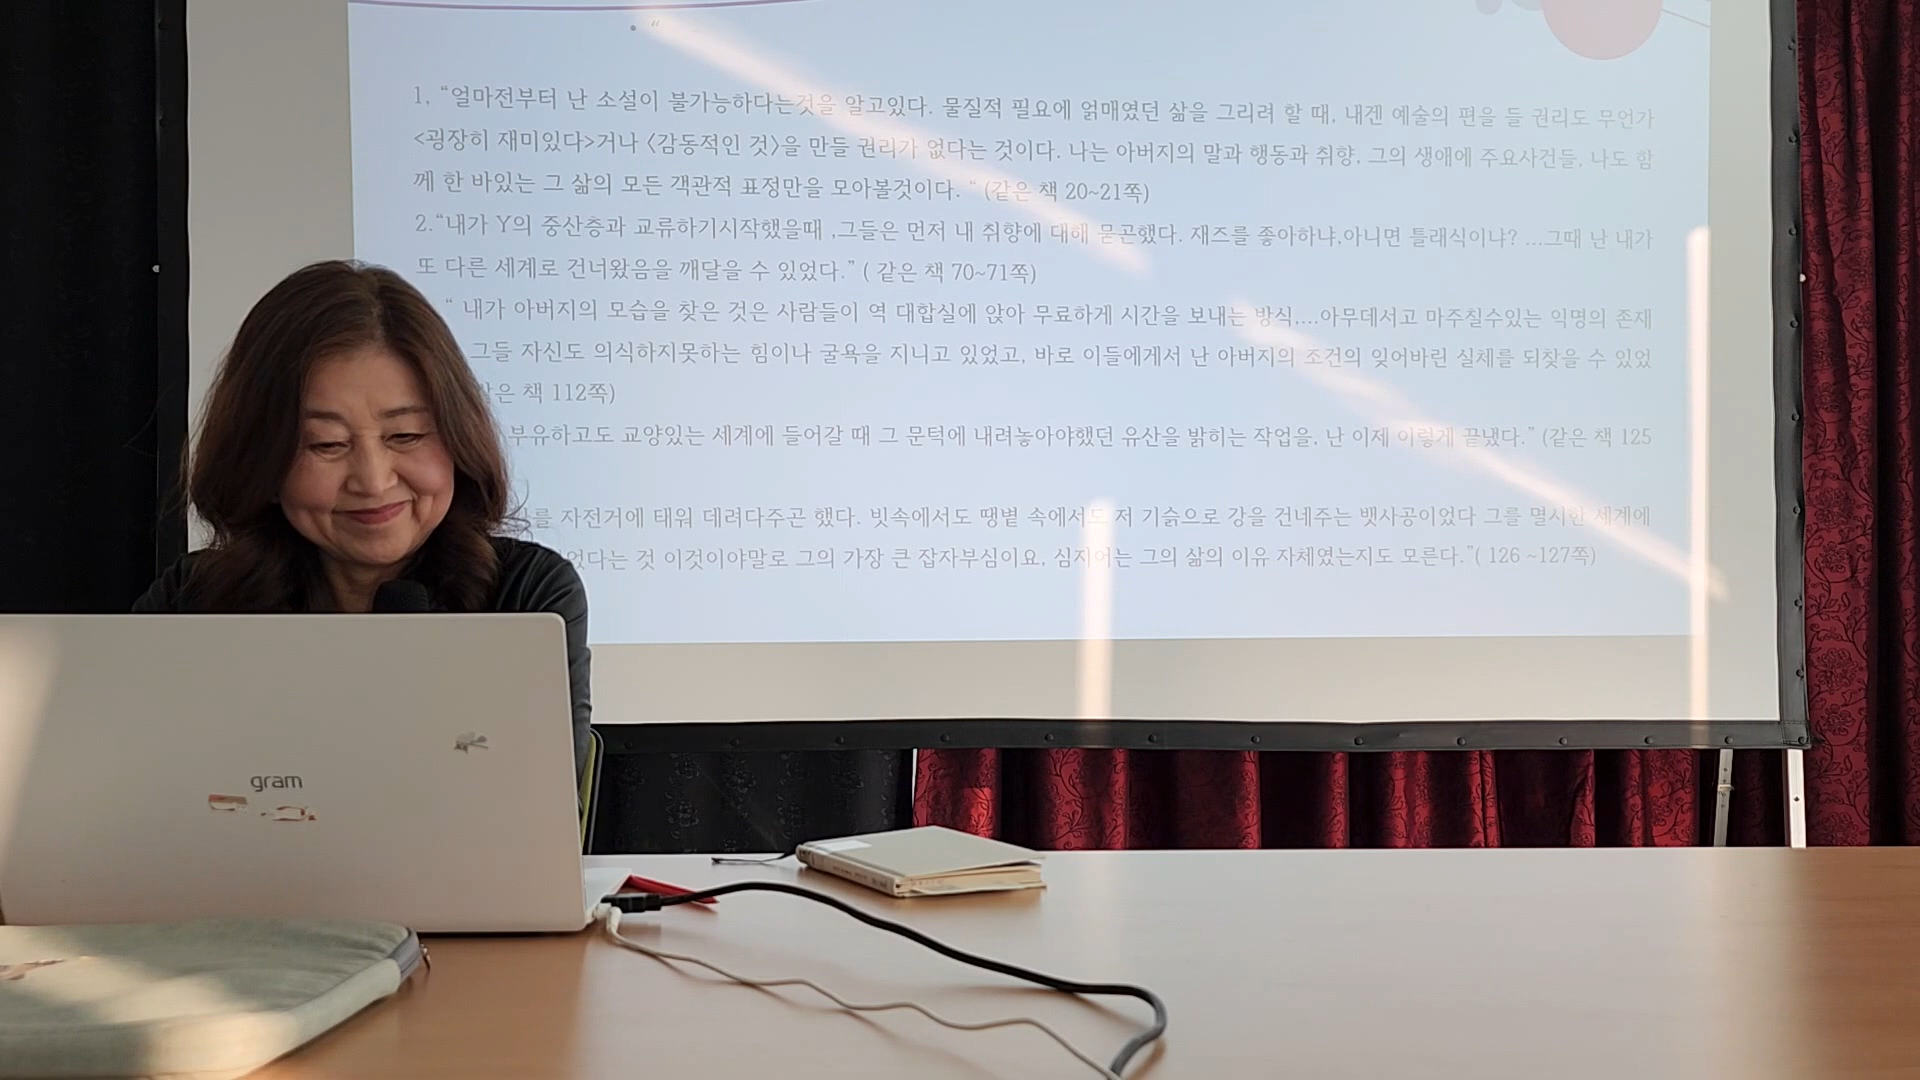 • “
1, “얼마전부터 난 소설이 불가능하다는것을 알고있다. 물질적 필요에 얽매였던 삶을 그리려 할 때, 내겐 예술의 편을 들 권리도 무언가
<굉장히 재미있다>거나 <감동적인 것>을 만들 권리가 없다는 것이다. 나는 아버지의 말과 행동과 취향, 그의 생애에 주요사건들, 나도 함
께 한 바있는 그 삶의 모든 객관적 표정만을 모아볼것이다. “ (같은 책 20~21쪽)
2.“내가 Y의 중산층과 교류하기시작했을때 ,그들은 먼저 내 취향에 대해 묻곤했다. 재즈를 좋아하냐,아니면 클래식이냐? ...그때 난 내가
또 다른 세계로 건너왔음을 깨달을 수 있었다.” ( 같은 책 70~71쪽)
“ 내가 아버지의 모습을 찾은 것은 사람들이 역 대합실에 앉아 무료하게 시간을 보내는 방식,...아무데서고 마주칠수있는 익명의 존재
그들 자신도 의식하지못하는 힘이나 굴욕을 지니고 있었고, 바로 이들에게서 난 아버지의 조건의 잊어바린 실체를 되찾을 수 있었
은 책 112쪽)
부유하고도 교양있는 세계에 들어갈 때 그 문턱에 내려놓아야했던 유산을 밝히는 작업을. 난 이제 이렇게 끝냈다.” (같은 책 125
를 자전거에 태워 데려다주곤 했다. 빗속에서도 땡볕 속에서도 저 기슭으로 강을 건네주는 뱃사공이었다 그를 멸시한 세계에
었다는 것 이것이야말로 그의 가장 큰 잡자부심이요, 심지어는 그의 삶의 이유 자체였는지도 모른다.”( 126 ~127쪽)
gram